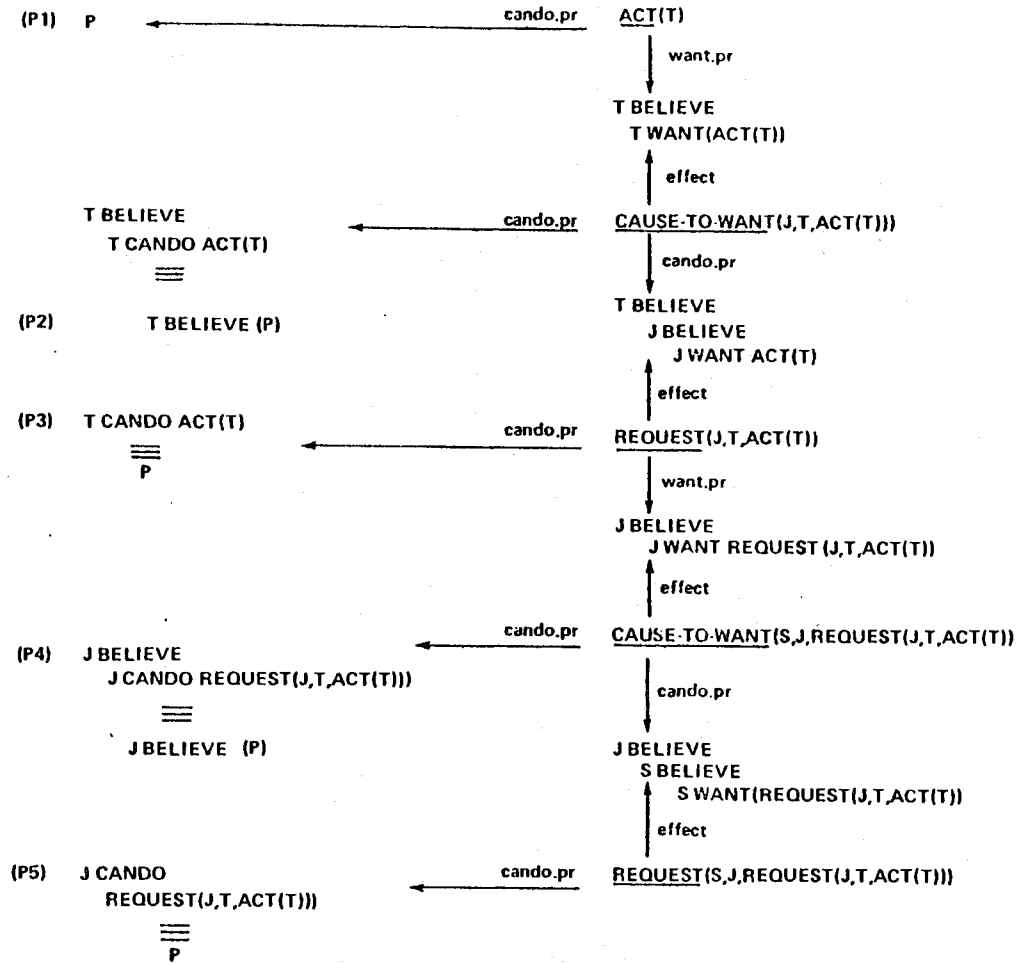 (P1) P cando.pr ACT(T)
want.pr
T BELIEVE
T WANT(ACT(T))
effect
T BELIEVE cando.pr CAUSE-TO-WANT(J,T,ACT(T)))
T CANDO ACT(T)
cando.pr
T BELIEVE
(P2) T BELIEVE (P)
J BELIEVE
J WANT ACT(T)
effect
(P3) T CANDO ACT(T) cando.pr REQUEST(J,T,ACT(T))
P
want.pr
J BELIEVE
J WANT REQUEST (J,T,ACT(T))
effect
cando.pr CAUSE-TO-WANT(S,J,REQUEST(J,T,ACT(T))
(P4) J BELIEVE
J CANDO REQUEST(J,T,ACT(T)))
cando.pr
J BELIEVE (P)
J BELIEVE
S BELIEVE
S WANT(REQUEST(J,T,ACT(T))
effect
(P5) J CANDO cando.pr REQUEST(S,J,REQUEST(J,T,ACT(T)))
REQUEST(J,T,ACT(T)))
P